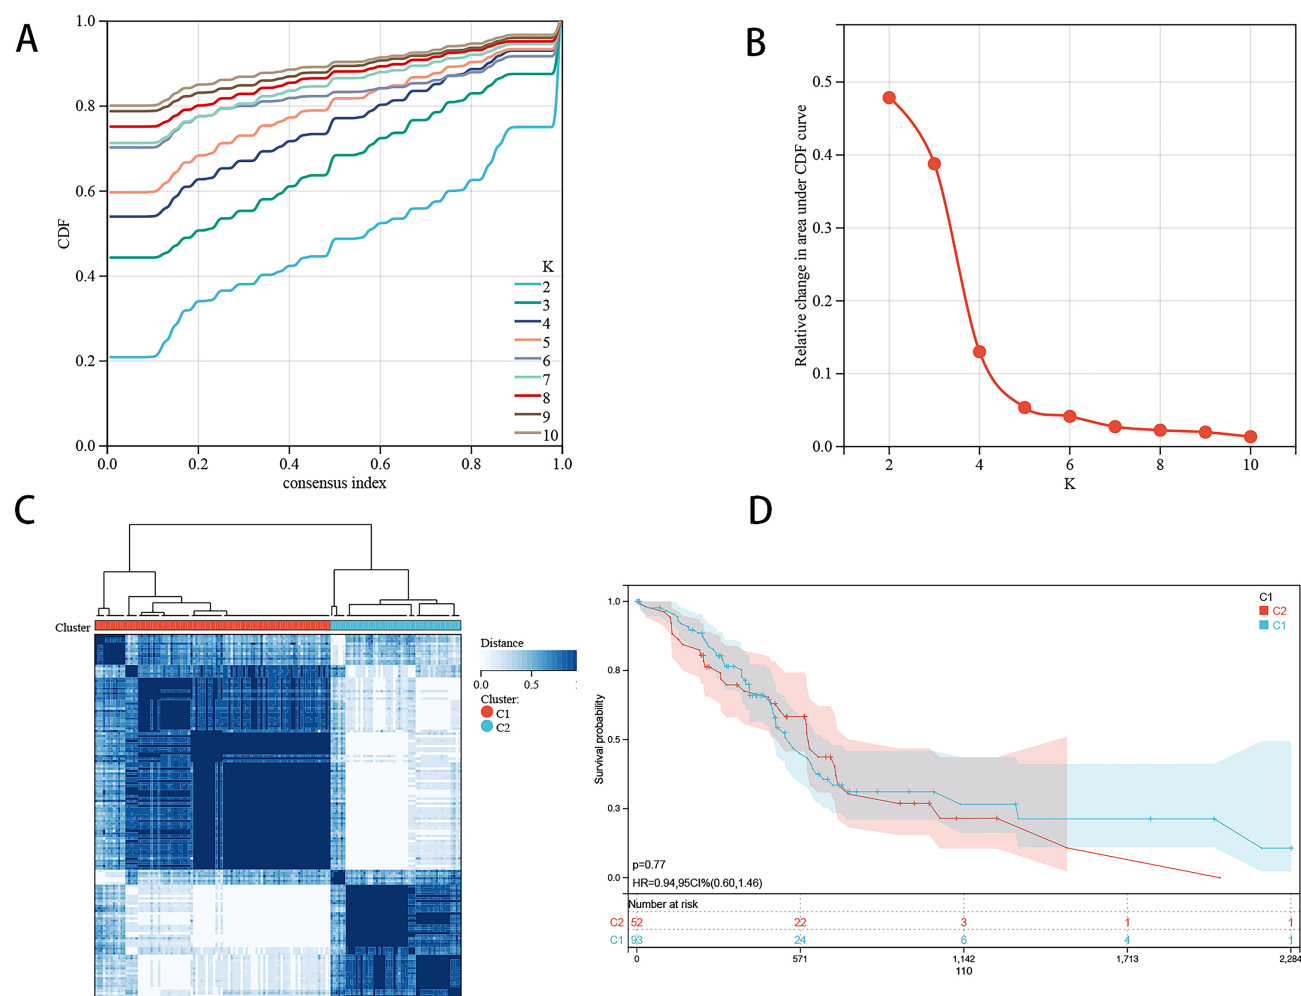 A
1.0
0.8
0.6
0.4
0.2
0.0
CDF
0.0 0.2 0.4 0.6 0.8 1.0
consensus index
K
2
3
4
5
6
7
8
9
10
B
0.5
0.4
0.3
0.2
0.1
0.0
Relative change in area under CDF curve
2 4 6 8 10
K
C
Cluster
Distance
0.0 0.5
Cluster:
C1
C2
D
1.0
0.8
0.5
0.3
0.0
Survival probability
C1
C2
C1
p=0.77
HR=0.94,95CI%(0.60,1.46)
Number at risk
C2 52 22 3 1 1
C1 93 24 6 4 1
0 571 1,142 1,713 2,284
110